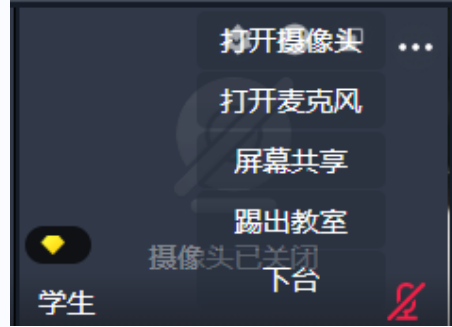 打开摄像头
打开麦克风
屏幕共享
踢出教室
摄像头已关闭
下台
学生